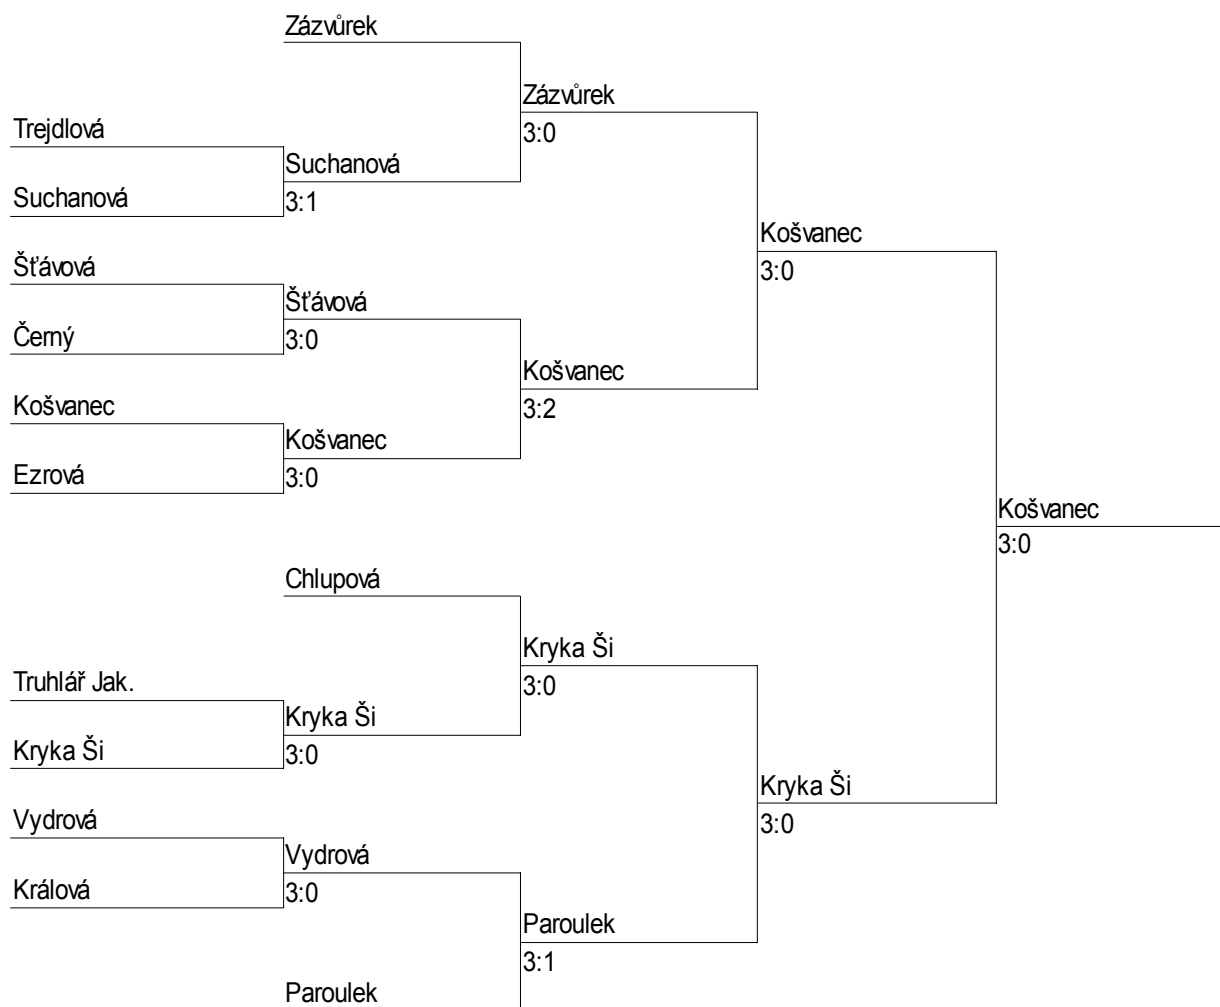 Zázvůrek
Zázvůrek
3:0
Trejdlová
Suchanová
Suchanová
3:1
Košvanec
3:0
Šťávová
Šťávová
Černý
3:0
Košvanec
3:2
Košvanec
Košvanec
Ezrová
3:0
Košvanec
3:0
Chlupová
Kryka Ši
3:0
Truhlář Jak.
Kryka Ši
Kryka Ši
3:0
Kryka Ši
3:0
Vydrová
Vydrová
Králová
3:0
Paroulek
3:1
Paroulek